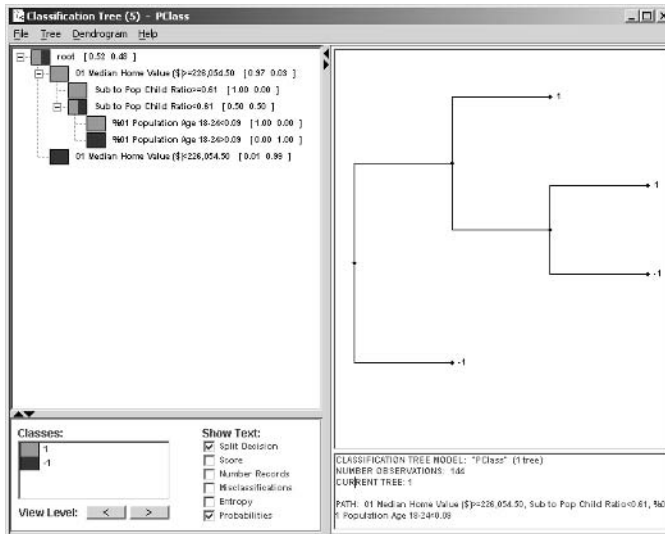 Classification Tree (5) - PClass
File Tree Dendrogram Help
root [0.52 0.48]
01 Median Home Value ($)>=226,054.50 [0.97 0.03 ]
Sub to Pop Child Ratio>=0.61 [1.00 0.00 ]
Sub to Pop Child Ratio<0.61 [0.50 0.50 ]
%01 Population Age 18-24<0.09 [1.00 0.00 ]
%01 Population Age 18-24>0.09 [0.00 1.00 ]
01 Median Home Value ($)<226,054.50 [0.01 0.99 ]
1
1
-1
-1
Classes:
1
-1
View Level: < >
Show Text:
Split Decision
Score
Number Records
Misclassifications
Entropy
Probabilities
CLASSIFICATION TREE MODEL: "PClass" (1 tree)
NUMBER OBSERVATIONS: 144
CURRENT TREE: 1
PATH: 01 Median Home Value ($)>=226,054.50, Sub to Pop Child Ratio<0.61, %0
1 Population Age 18-24<0.09